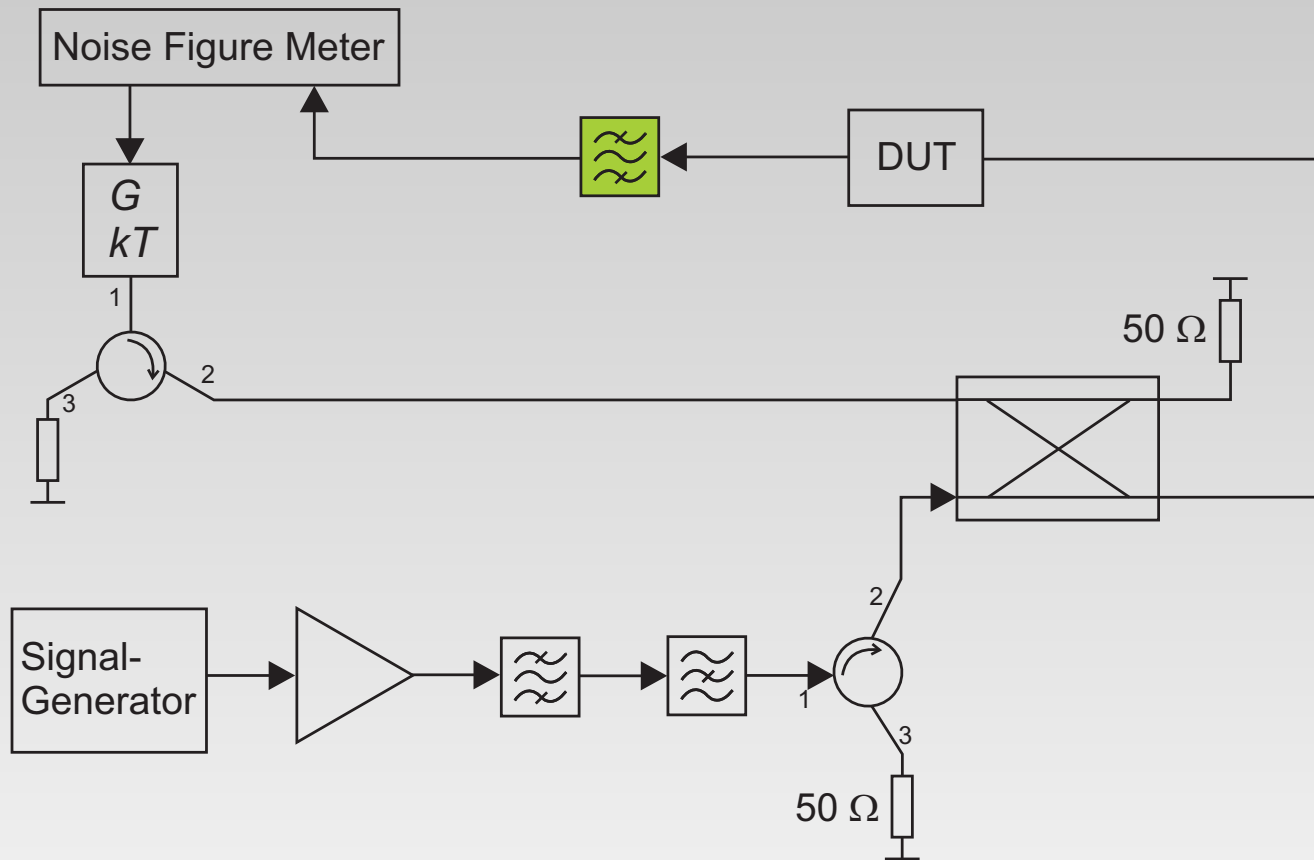 Noise Figure Meter
DUT
G
kT
1
2
3
50 Ω
Signal-
Generator
1
2
3
50 Ω